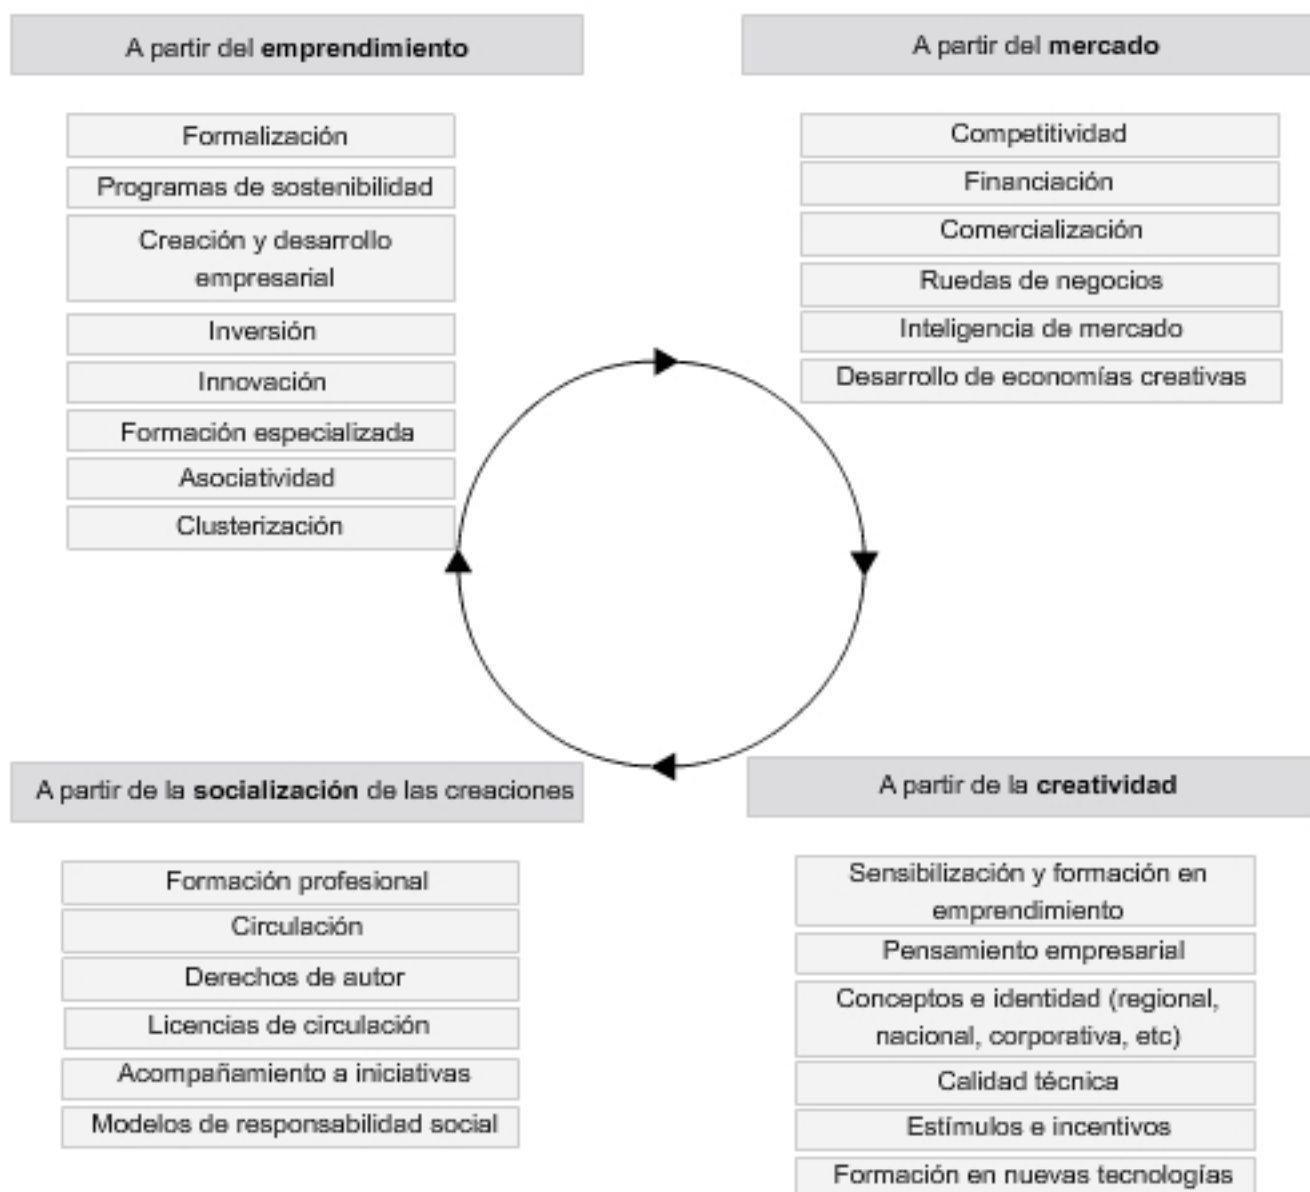 A partir del emprendimiento
Formalización
Programas de sostenibilidad
Creación y desarrollo
empresarial
Inversión
Innovación
Formación especializada
Asociatividad
Clusterización
A partir del mercado
Competitividad
Financiación
Comercialización
Ruedas de negocios
Inteligencia de mercado
Desarrollo de economías creativas
A partir de la socialización de las creaciones
Formación profesional
Circulación
Derechos de autor
Licencias de circulación
Acompañamiento a iniciativas
Modelos de responsabilidad social
A partir de la creatividad
Sensibilización y formación en
emprendimiento
Pensamiento empresarial
Conceptos e identidad (regional,
nacional, corporativa, etc)
Calidad técnica
Estímulos e incentivos
Formación en nuevas tecnologías